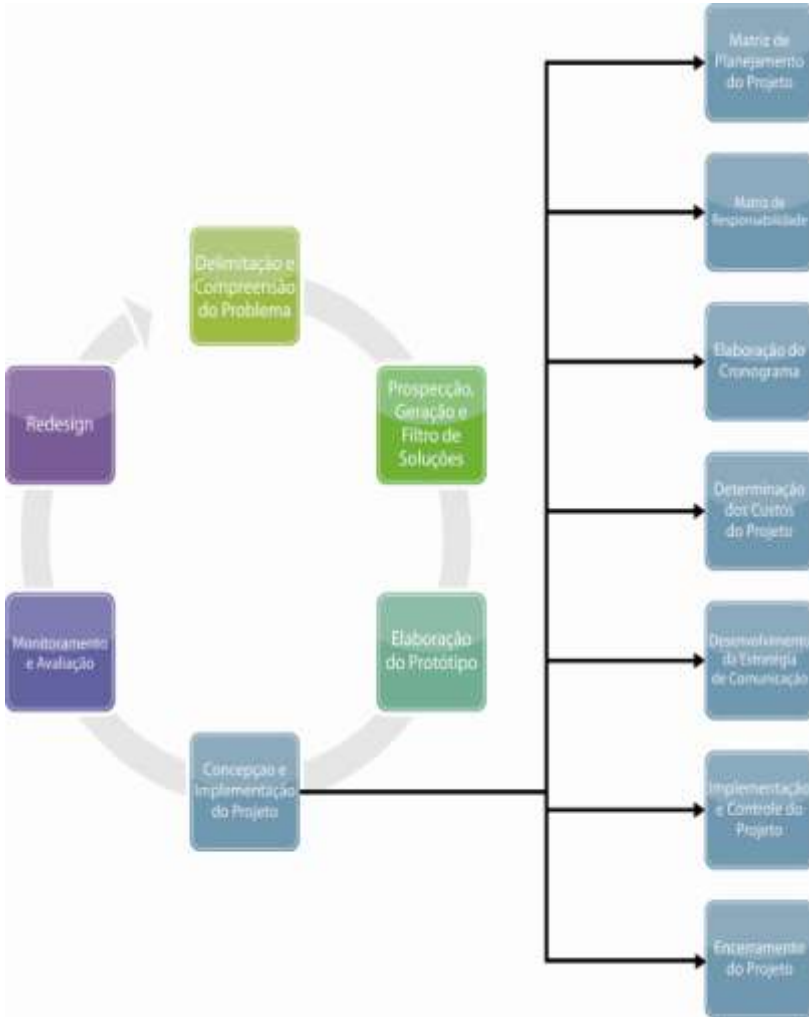 Delimitação e
Compreensão
do Problema
Prospecção,
Geração e
Filtro de
Soluções
Elaboração
do Protótipo
Concepção e
Implementação
do Projeto
Monitoramento
e Avaliação
Redesign
Matriz de
Planejamento
do Projeto
Matriz de
Responsabilidade
Elaboração do
Cronograma
Determinação
dos Custos
do Projeto
Desenvolvimento
da Estratégia
de Comunicação
Implementação
e Controle do
Projeto
Encerramento
do Projeto